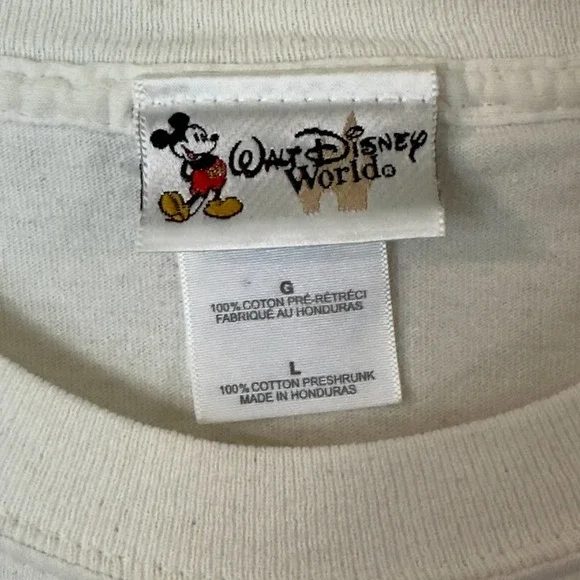 WALT DISNEY
World®
G
100% COTON PRÉ-RÉTRÉCI
FABRIQUÉ AU HONDURAS
L
100% COTTON PRESHRUNK
MADE IN HONDURAS